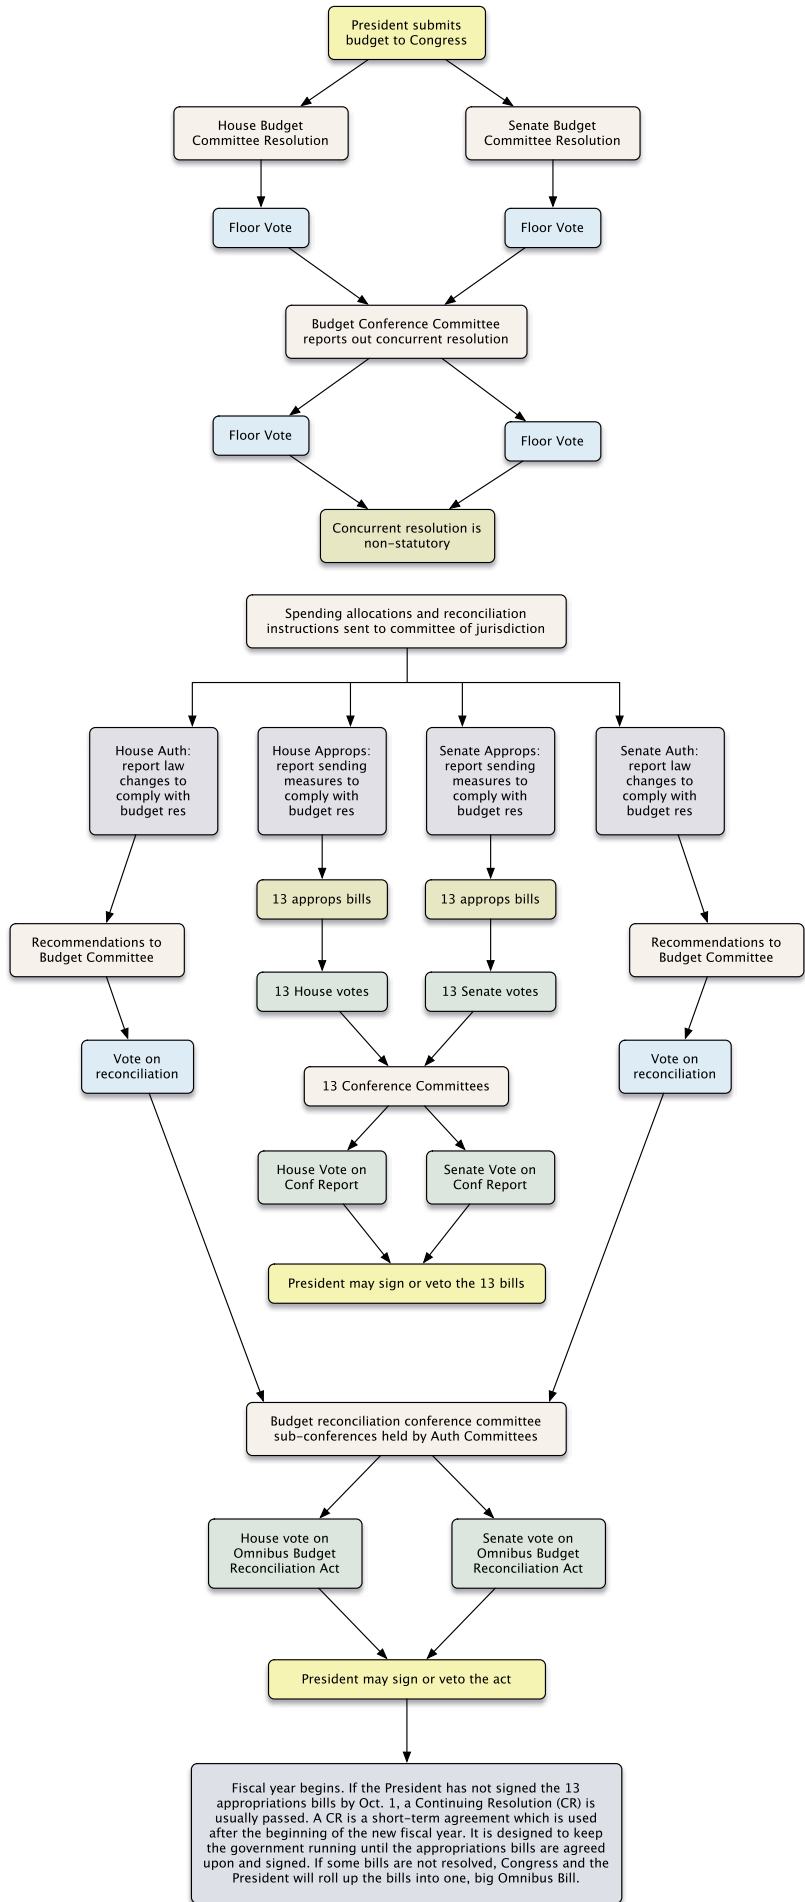 President submits
budget to Congress
House Budget
Committee Resolution
Senate Budget
Committee Resolution
Floor Vote
Floor Vote
Budget Conference Committee
reports out concurrent resolution
Floor Vote
Floor Vote
Concurrent resolution is
non-statutory
Spending allocations and reconciliation
instructions sent to committee of jurisdiction
House Auth:
report law
changes to
comply with
budget res
House Approps:
report sending
measures to
comply with
budget res
Senate Approps:
report sending
measures to
comply with
budget res
Senate Auth:
report law
changes to
comply with
budget res
13 approps bills
13 approps bills
Recommendations to
Budget Committee
Recommendations to
Budget Committee
13 House votes
13 Senate votes
Vote on
reconciliation
Vote on
reconciliation
13 Conference Committees
House Vote on
Conf Report
Senate Vote on
Conf Report
President may sign or veto the 13 bills
Budget reconciliation conference committee
sub-conferences held by Auth Committees
House vote on
Omnibus Budget
Reconciliation Act
Senate vote on
Omnibus Budget
Reconciliation Act
President may sign or veto the act
Fiscal year begins. If the President has not signed the 13
appropriations bills by Oct. 1, a Continuing Resolution (CR) is
usually passed. A CR is a short-term agreement which is used
after the beginning of the new fiscal year. It is designed to keep
the government running until the appropriations bills are agreed
upon and signed. If some bills are not resolved, Congress and the
President will roll up the bills into one, big Omnibus Bill.